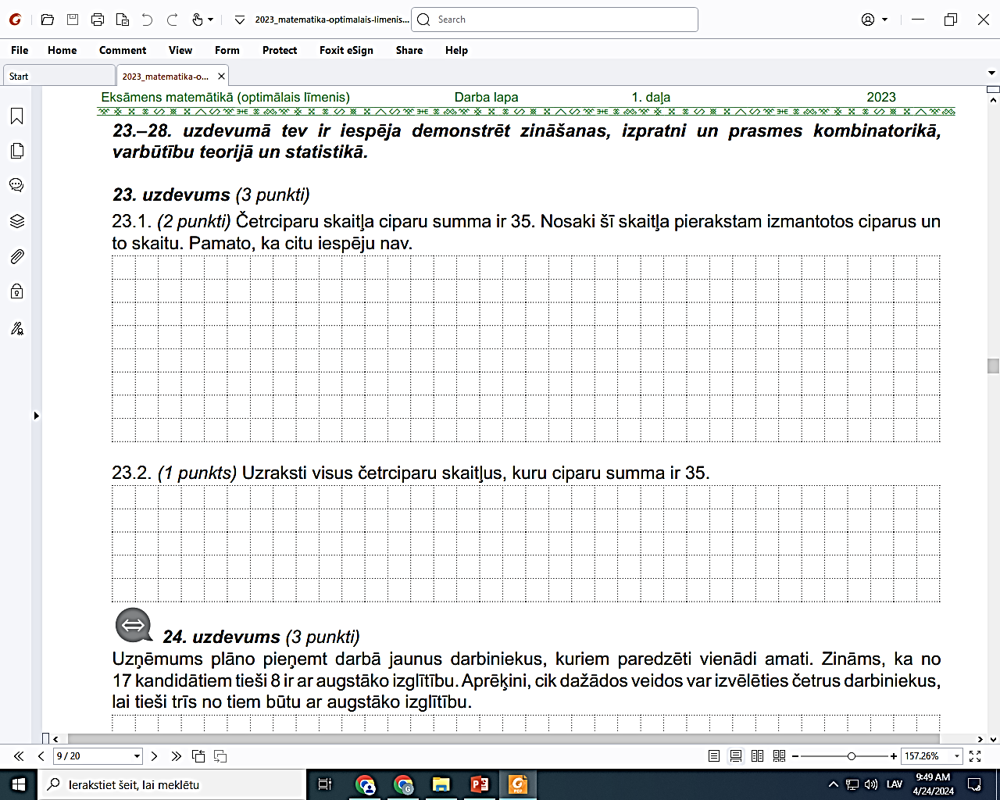 2023_matematika-optimalais-limenis...
Search
File Home Comment View Form Protect Foxit eSign Share Help
Start
2023_matematika-o...
Eksāmens matemātikā (optimālais līmenis) Darba lapa 1. daļa 2023
23.–28. uzdevumā tev ir iespēja demonstrēt zināšanas, izpratni un prasmes kombinatorikā,
varbūtību teorijā un statistikā.
23. uzdevums (3 punkti)
23.1. (2 punkti) Četrciparu skaitļa ciparu summa ir 35. Nosaki šī skaitļa pierakstam izmantotos ciparus un
to skaitu. Pamato, ka citu iespēju nav.
23.2. (1 punkts) Uzraksti visus četrciparu skaitļus, kuru ciparu summa ir 35.
24. uzdevums (3 punkti)
Uzņēmums plāno pieņemt darbā jaunus darbiniekus, kuriem paredzēti vienādi amati. Zināms, ka no
17 kandidātiem tieši 8 ir ar augstāko izglītību. Aprēķini, cik dažādos veidos var izvēlēties četrus darbiniekus,
lai tieši trīs no tiem būtu ar augstāko izglītību.
9 / 20
157.26%
Ierakstiet šeit, lai meklētu
LAV
9:49 AM
4/24/2024